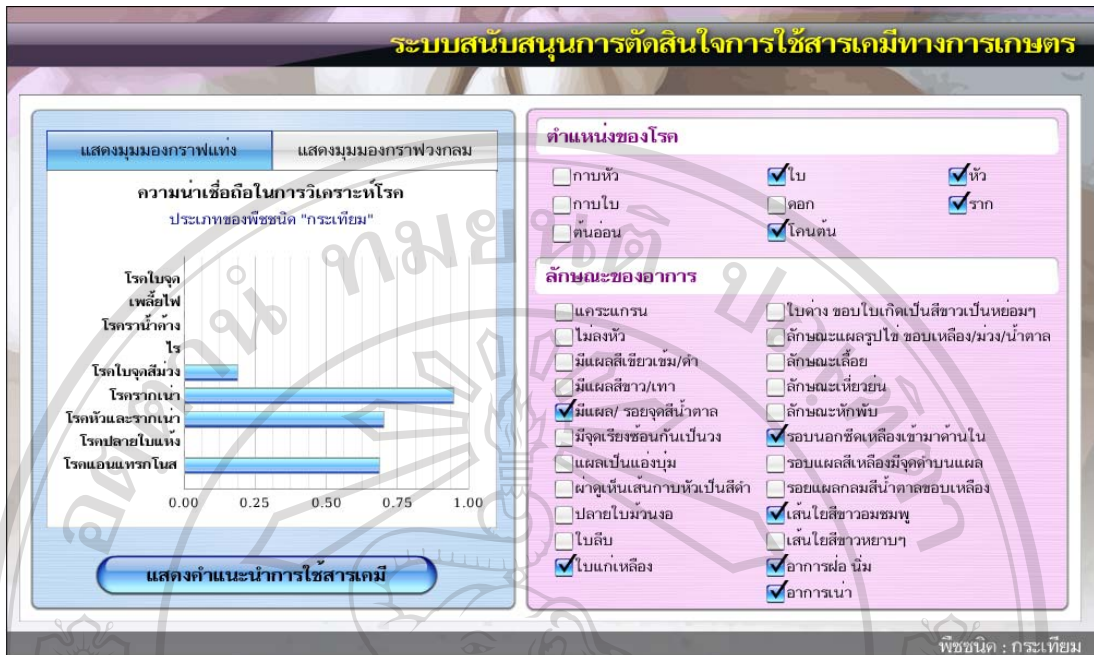 ระบบสนับสนุนการตัดสินใจการใช้สารเคมีทางการเกษตร
แสดงมุมมองกราฟแท่ง
แสดงมุมมองกราฟวงกลม
ความน่าเชื่อถือในการวิเคราะห์โรค
ประเภทของพืชชนิด "กระเทียม"
โรคใบจุด
เพลี้ยไฟ
โรคราน้ำค้าง
ไร
โรคใบจุดสีม่วง
โรครากเน่า
โรคหัวและรากเน่า
โรคปลายใบแห้ง
โรคแอนแทรกโนส
0.00 0.25 0.50 0.75 1.00
แสดงคำแนะนำการใช้สารเคมี
ตำแหน่งของโรค
กาบหัว
ใบ
หัว
กาบใบ
ดอก
ราก
ต้นอ่อน
โคนต้น
ลักษณะของอาการ
แคระแกรน
ไม่ลงหัว
มีแผลสีเขียวเข้ม/ดำ
มีแผลสีขาว/เทา
มีแผล/ รอยจุดสีน้ำตาล
มีจุดเรียงซ้อนกันเป็นวง
แผลเป็นแอ่งบุ๋ม
ผ่าดูเห็นเส้นกาบหัวเป็นสีดำ
ปลายใบม้วนงอ
ใบลีบ
ใบแก่เหลือง
ใบด่าง ขอบใบเกิดเป็นสีขาวเป็นหย่อมๆ
ลักษณะแผลรูปไข่ ขอบเหลือง/ม่วง/น้ำตาล
ลักษณะเลื้อย
ลักษณะเหี่ยวย่น
ลักษณะหักพับ
รอบนอกซีดเหลืองเข้ามาด้านใน
รอบแผลสีเหลืองมีจุดดำบนแผล
รอยแผลกลมสีน้ำตาลขอบเหลือง
เส้นใยสีขาวอมชมพู
เส้นใยสีขาวหยาบๆ
อาการฝ่อ นิ่ม
อาการเน่า
พืชชนิด : กระเทียม